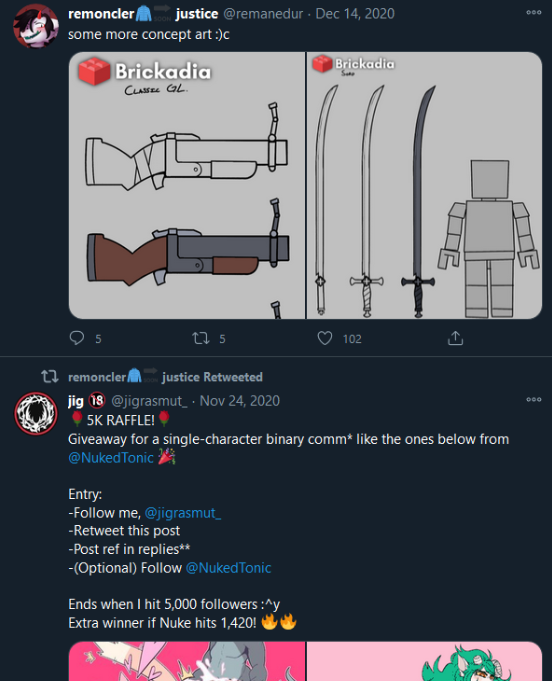 remoncler🧥🔜 justice @remanedur · Dec 14, 2020
some more concept art :)c
Brickadia
CLASSIC GL.
Brickadia
5
5
102
remoncler🧥🔜 justice Retweeted
jig 🔞 @jigrasmut_ · Nov 24, 2020
🌹5K RAFFLE!🌹
Giveaway for a single-character binary comm* like the ones below from
@NukedTonic 🎉
Entry:
-Follow me, @jigrasmut_
-Retweet this post
-Post ref in replies**
-(Optional) Follow @NukedTonic
Ends when I hit 5,000 followers :^y
Extra winner if Nuke hits 1,420! 🔥🔥